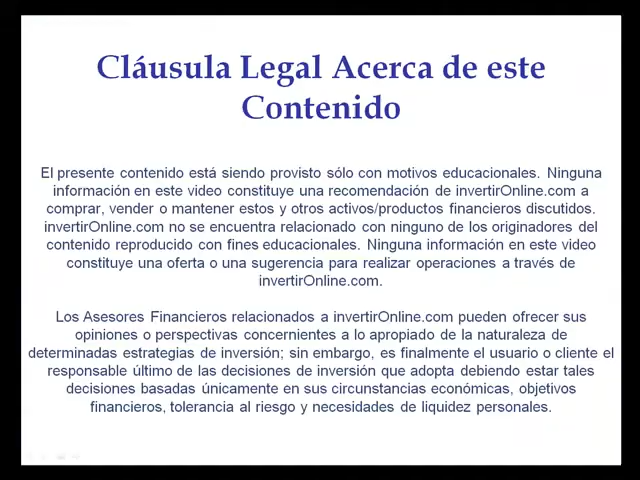 Cláusula Legal Acerca de este
Contenido
El presente contenido está siendo provisto sólo con motivos educacionales. Ninguna
información en este video constituye una recomendación de invertirOnline.com a
comprar, vender o mantener estos y otros activos/productos financieros discutidos.
invertirOnline.com no se encuentra relacionado con ninguno de los originadores del
contenido reproducido con fines educacionales. Ninguna información en este video
constituye una oferta o una sugerencia para realizar operaciones a través de
invertirOnline.com.
Los Asesores Financieros relacionados a invertirOnline.com pueden ofrecer sus
opiniones o perspectivas concernientes a lo apropiado de la naturaleza de
determinadas estrategias de inversión; sin embargo, es finalmente el usuario o cliente el
responsable último de las decisiones de inversión que adopta debiendo estar tales
decisiones basadas únicamente en sus circunstancias económicas, objetivos
financieros, tolerancia al riesgo y necesidades de liquidez personales.